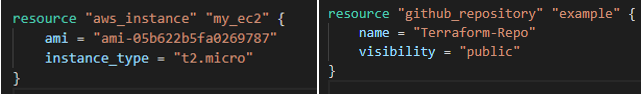 resource "aws_instance" "my_ec2" {
    ami = "ami-05b622b5fa0269787"
    instance_type = "t2.micro"
}
resource "github_repository" "example" {
    name = "Terraform-Repo"
    visibility = "public"
}